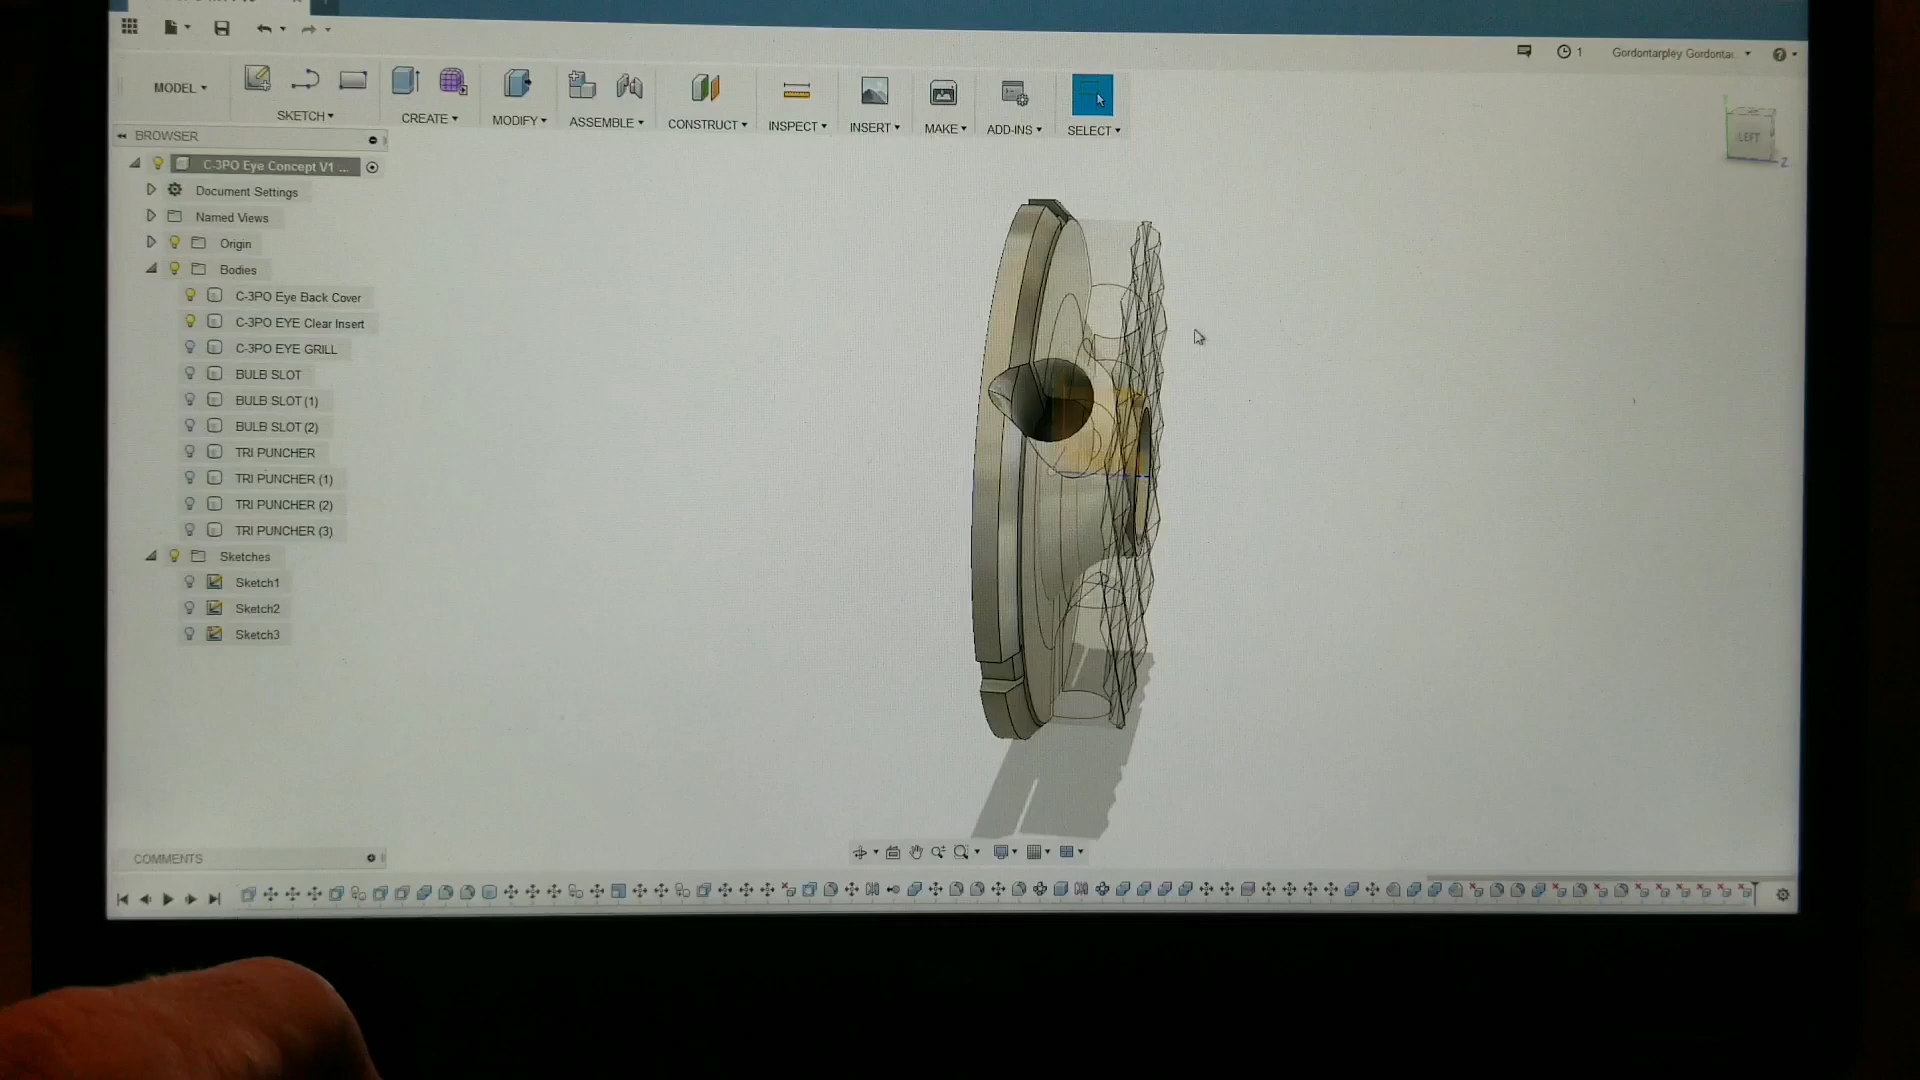 1 Gordontarpley Gordontar
MODEL
SKETCH CREATE MODIFY ASSEMBLE CONSTRUCT INSPECT INSERT MAKE ADD-INS SELECT
BROWSER
C-3PO Eye Concept V1 ...
Document Settings
Named Views
Origin
Bodies
C-3PO Eye Back Cover
C-3PO EYE Clear Insert
C-3PO EYE GRILL
BULB SLOT
BULB SLOT (1)
BULB SLOT (2)
TRI PUNCHER
TRI PUNCHER (1)
TRI PUNCHER (2)
TRI PUNCHER (3)
Sketches
Sketch1
Sketch2
Sketch3
LEFT
Z
COMMENTS